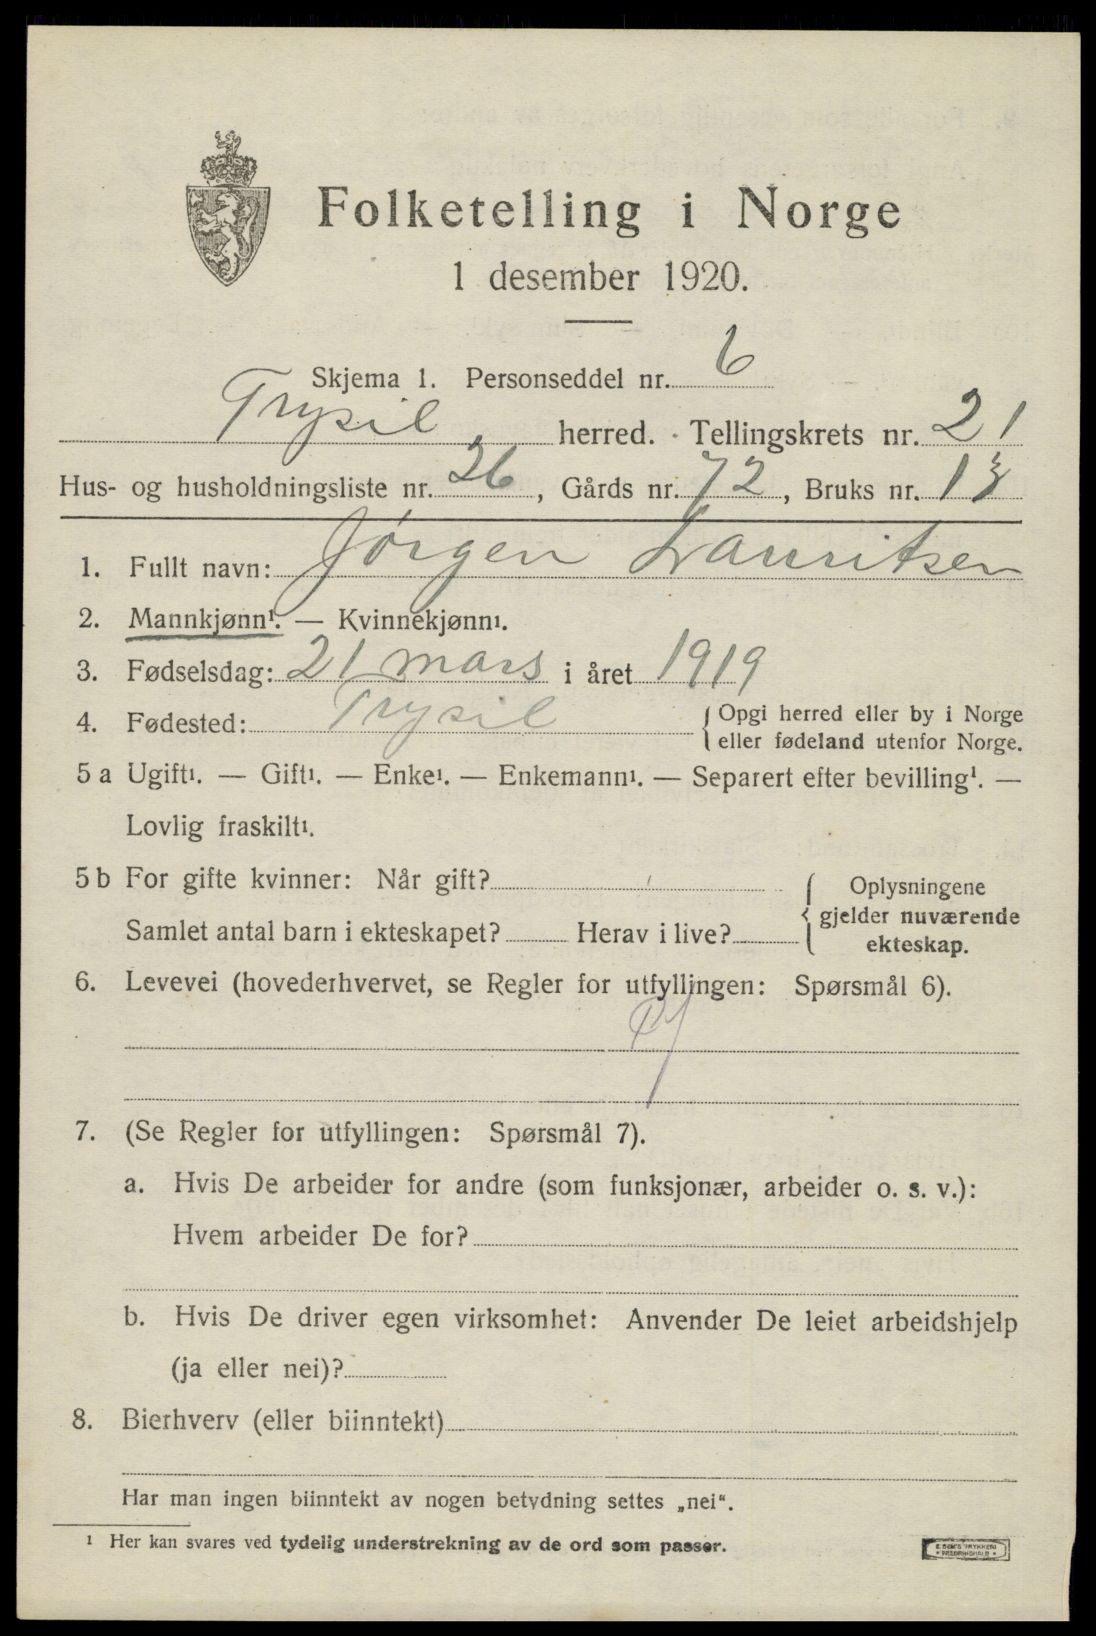 Folketelling i Norge
1 desember 1920.
Skjema 1. Personseddel nr. 6
Trysil herred. Tellingskrets nr. 21
Hus- og husholdningsliste nr. 26, Gårds nr. 72, Bruks nr. 13
1. Fullt navn: Jørgen Lauritsen
2. Mannkjønn¹. — Kvinnekjønn¹.
3. Fødselsdag: 21 mars i året 1919
4. Fødested: Trysil {Opgi herred eller by i Norge
eller fødeland utenfor Norge.
5 a Ugift¹. — Gift¹. — Enke¹. — Enkemann¹. — Separert efter bevilling¹. —
Lovlig fraskilt¹.
5 b For gifte kvinner: Når gift?
Samlet antal barn i ekteskapet? Herav i live?
{Oplysningene
gjelder nuværende
ekteskap.
6. Levevei (hovederhvervet, se Regler for utfyllingen: Spørsmål 6).
7. (Se Regler for utfyllingen: Spørsmål 7).
a. Hvis De arbeider for andre (som funksjonær, arbeider o. s. v.):
Hvem arbeider De for?
b. Hvis De driver egen virksomhet: Anvender De leiet arbeidshjelp
(ja eller nei)?
8. Bierhverv (eller biinntekt)
Har man ingen biinntekt av nogen betydning settes „nei“.
¹ Her kan svares ved tydelig understrekning av de ord som passer.